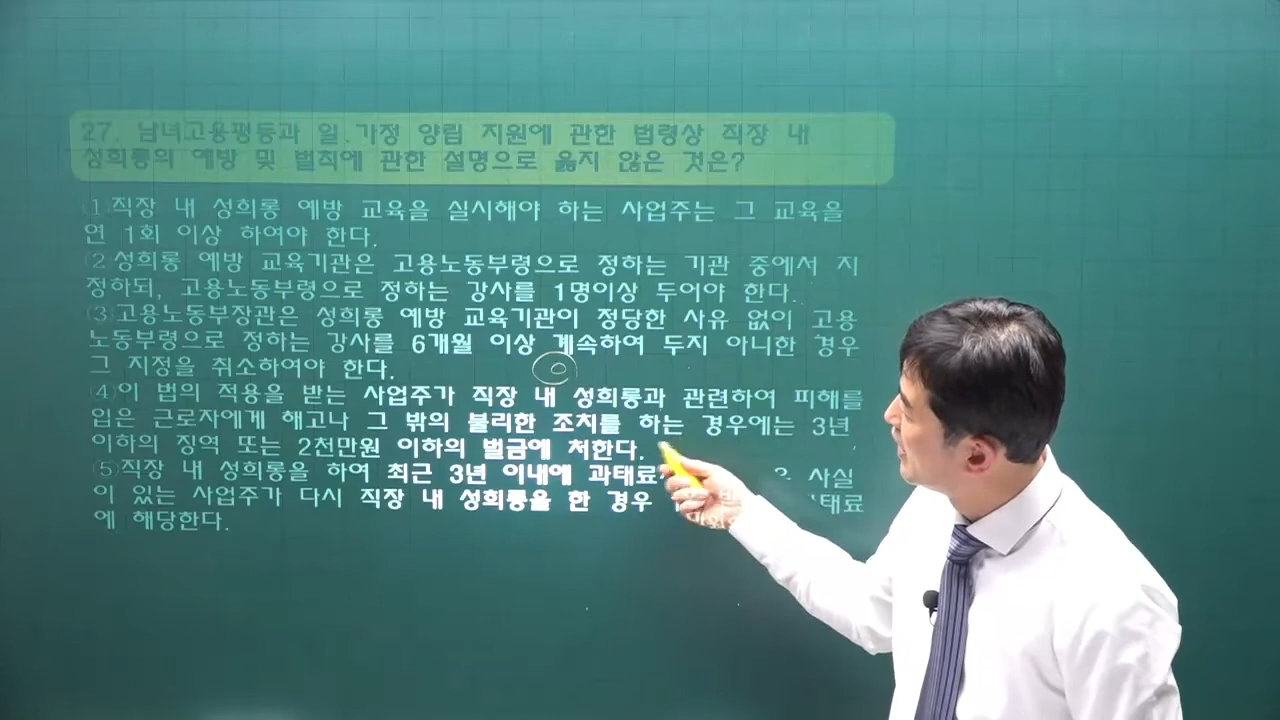 27. 남녀고용평등과 일.가정 양립 지원에 관한 법령상 직장 내
성희롱의 예방 및 벌칙에 관한 설명으로 옳지 않은 것은?
(1)직장 내 성희롱 예방 교육을 실시해야 하는 사업주는 그 교육을
연 1회 이상 하여야 한다.
(2)성희롱 예방 교육기관은 고용노동부령으로 정하는 기관 중에서 지
정하되, 고용노동부령으로 정하는 강사를 1명이상 두어야 한다.
(3)고용노동부장관은 성희롱 예방 교육기관이 정당한 사유 없이 고용
노동부령으로 정하는 강사를 6개월 이상 계속하여 두지 아니한 경우
그 지정을 취소하여야 한다.
(4)이 법의 적용을 받는 사업주가 직장 내 성희롱과 관련하여 피해를
입은 근로자에게 해고나 그 밖의 불리한 조치를 하는 경우에는 3년
이하의 징역 또는 2천만원 이하의 벌금에 처한다.
(5)직장 내 성희롱을 하여 최근 3년 이내에 과태료 사실
이 있는 사업주가 다시 직장 내 성희롱을 한 경우 태료
에 해당한다.